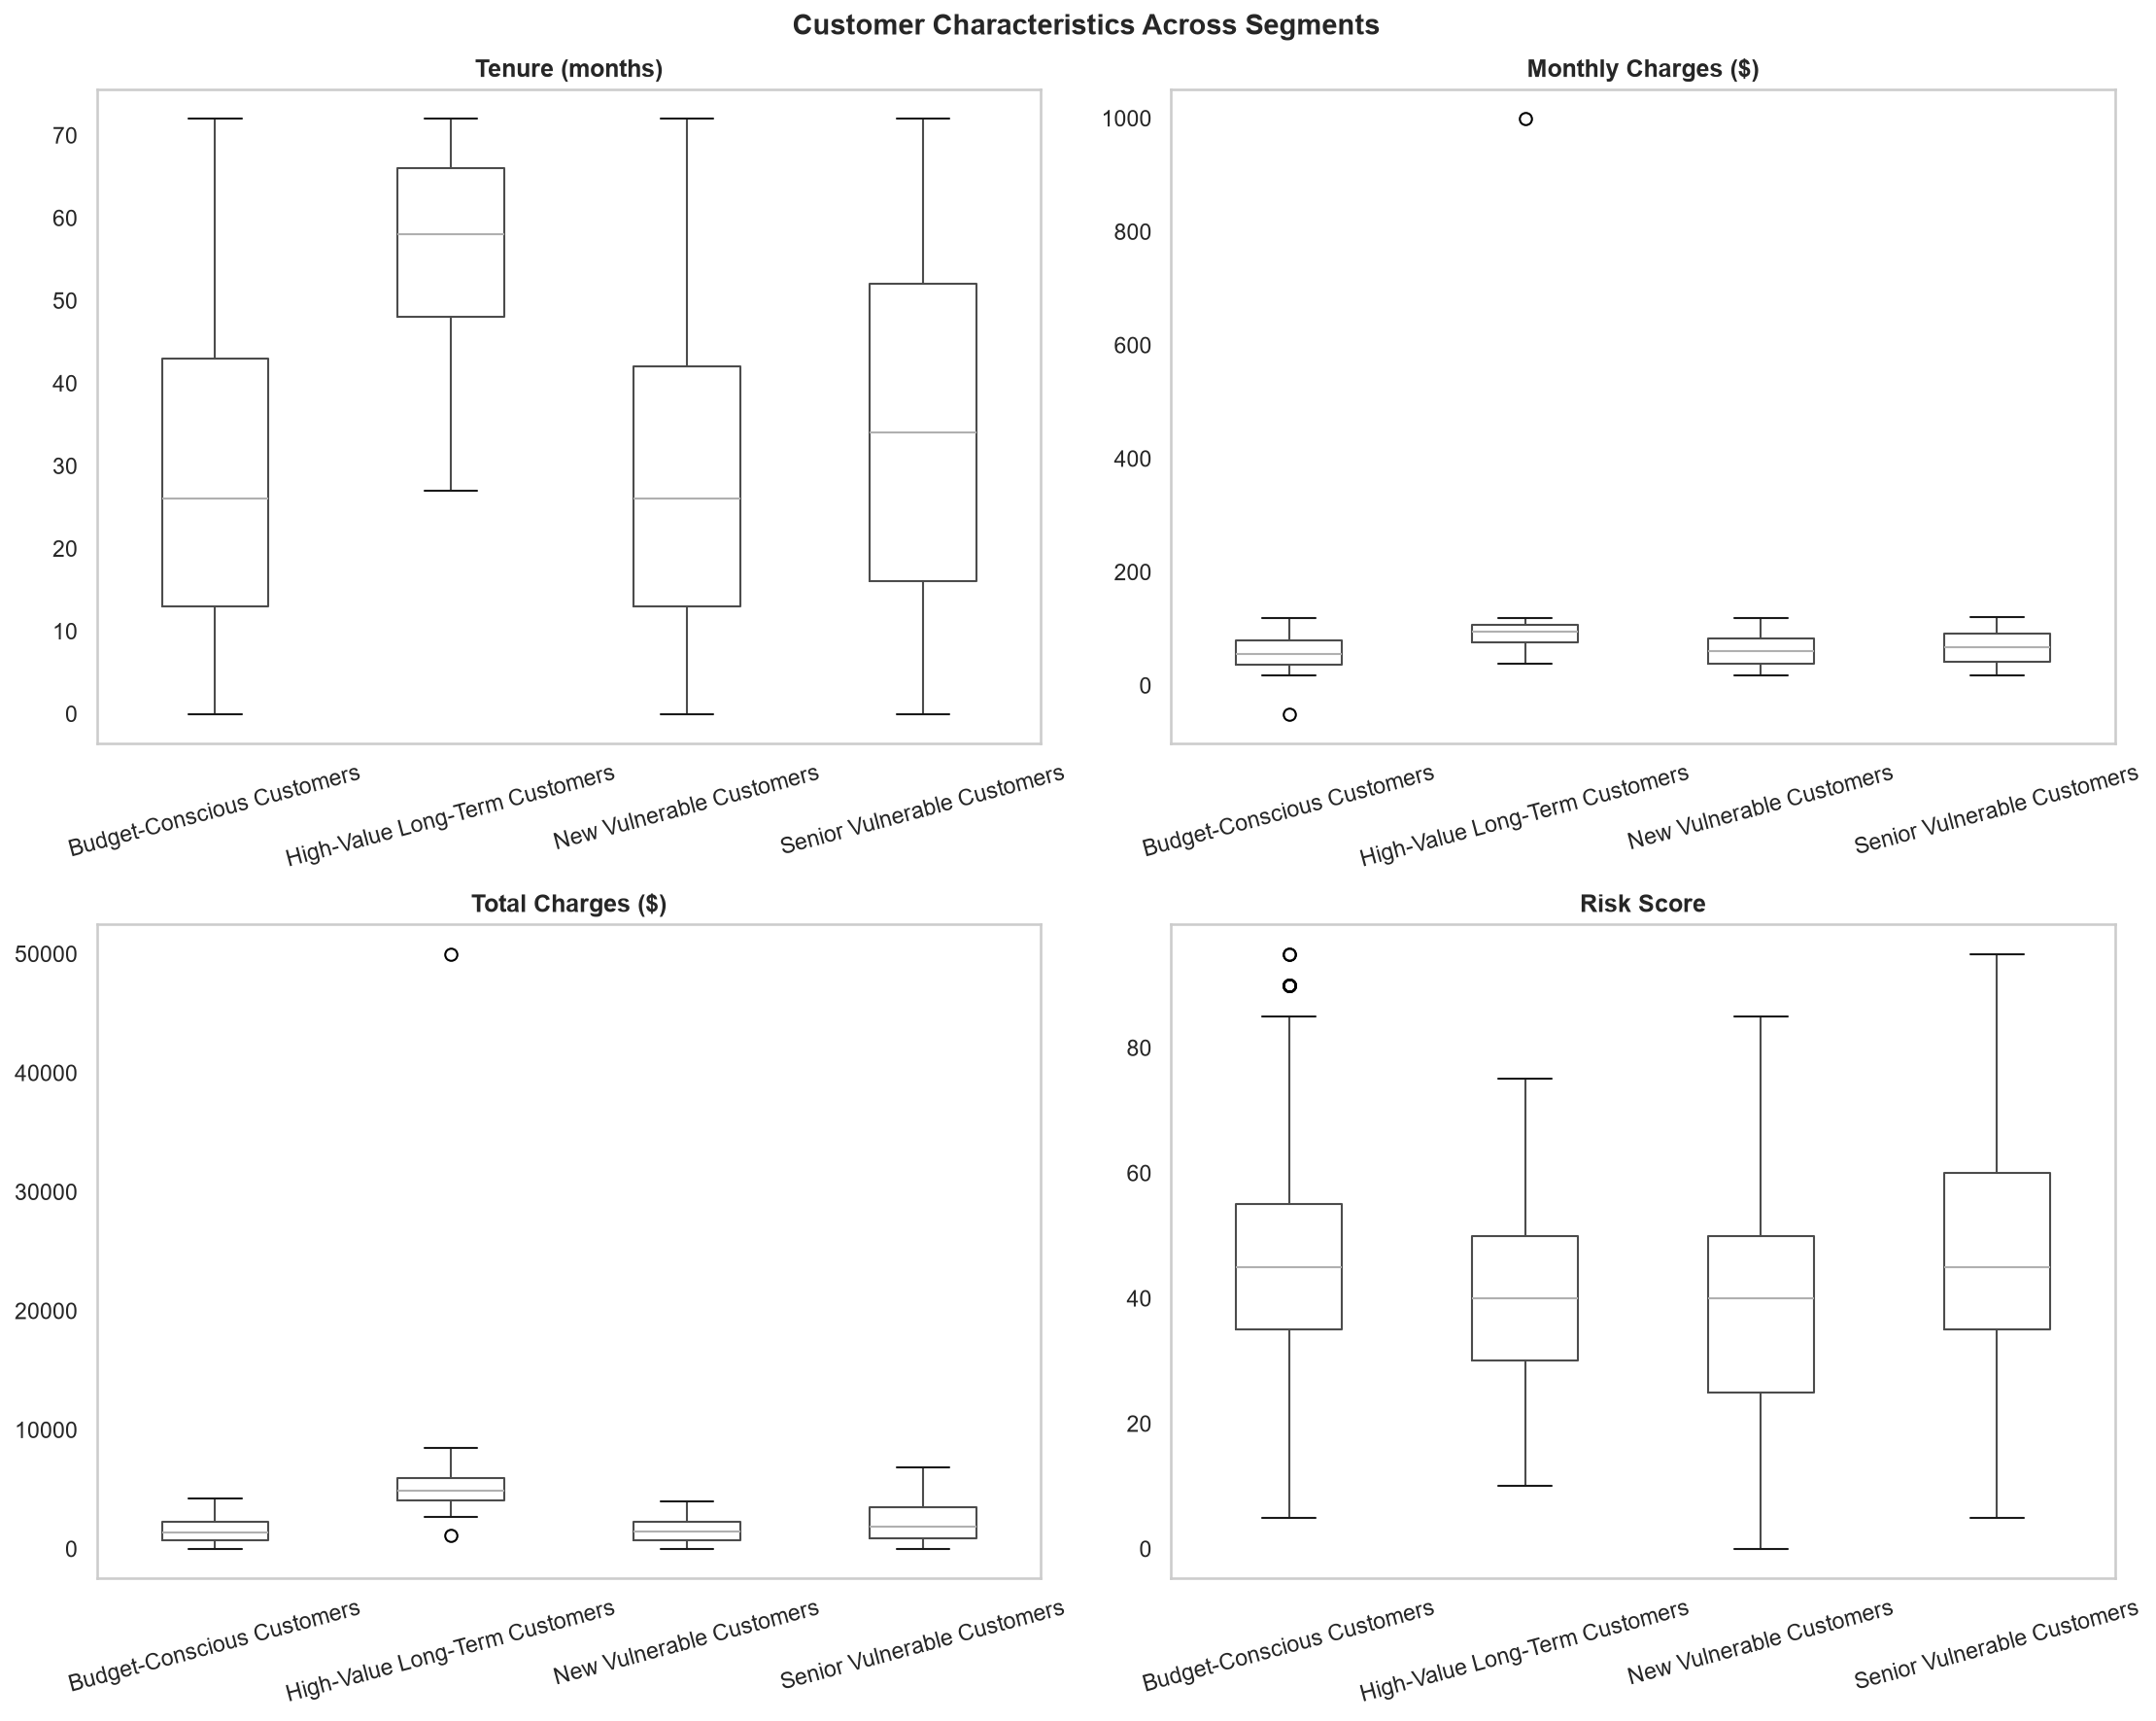 Customer Characteristics Across Segments
Tenure (months)
70
60
50
40
30
20
10
0
Budget-Conscious Customers
High-Value Long-Term Customers
New Vulnerable Customers
Senior Vulnerable Customers
Monthly Charges ($)
1000
800
600
400
200
0
Budget-Conscious Customers
High-Value Long-Term Customers
New Vulnerable Customers
Senior Vulnerable Customers
Total Charges ($)
50000
40000
30000
20000
10000
0
Budget-Conscious Customers
High-Value Long-Term Customers
New Vulnerable Customers
Senior Vulnerable Customers
Risk Score
80
60
40
20
0
Budget-Conscious Customers
High-Value Long-Term Customers
New Vulnerable Customers
Senior Vulnerable Customers